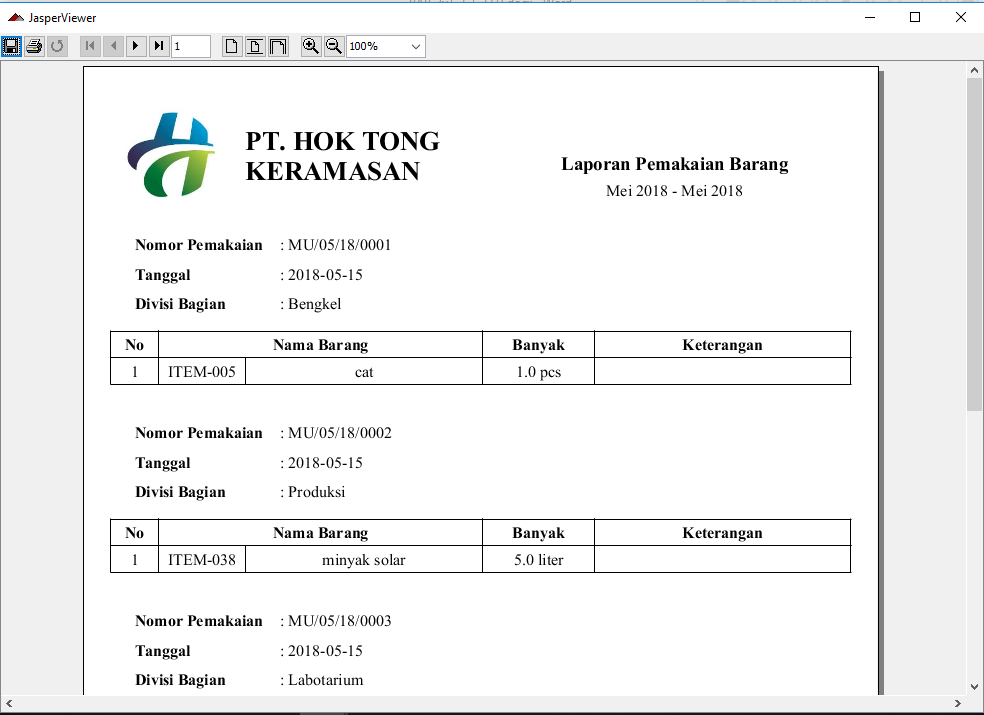 JasperViewer
1
100%
PT. HOK TONG
KERAMASAN
Laporan Pemakaian Barang
Mei 2018 - Mei 2018
Nomor Pemakaian : MU/05/18/0001
Tanggal : 2018-05-15
Divisi Bagian : Bengkel
No Nama Barang Banyak Keterangan
1 ITEM-005 cat 1.0 pcs
Nomor Pemakaian : MU/05/18/0002
Tanggal : 2018-05-15
Divisi Bagian : Produksi
No Nama Barang Banyak Keterangan
1 ITEM-038 minyak solar 5.0 liter
Nomor Pemakaian : MU/05/18/0003
Tanggal : 2018-05-15
Divisi Bagian : Labotarium